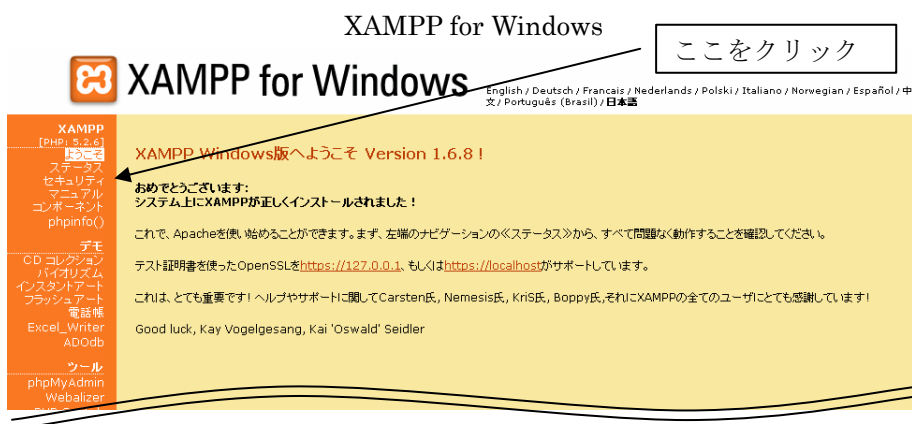 XAMPP for Windows
ここをクリック
XAMPP for Windows
English / Deutsch / Francais / Nederlands / Polski / Italiano / Norwegian / Español / 中
文 / Português (Brasil) / 日本語
XAMPP
[PHP: 5.2.6]
ようこそ
ステータス
セキュリティ
マニュアル
コンポーネント
phpinfo()
デモ
CD コレクション
バイオリズム
インスタントアート
フラッシュアート
電話帳
Excel_Writer
ADOdb
ツール
phpMyAdmin
Webalizer
XAMPP Windows版へようこそ Version 1.6.8 !
おめでとうございます:
システム上にXAMPPが正しくインストールされました！
これで、Apacheを使い始めることができます。まず、左端のナビゲーションの≪ステータス≫から、すべて問題なく動作することを確認してください。
テスト証明書を使ったOpenSSLをhttps://127.0.0.1、もしくはhttps://localhostがサポートしています。
これは、とても重要です! ヘルプやサポートに関してCarsten氏, Nemesis氏, KriS氏, Boppy氏,それにXAMPPの全てのユーザにとても感謝しています!
Good luck, Kay Vogelgesang, Kai 'Oswald' Seidler